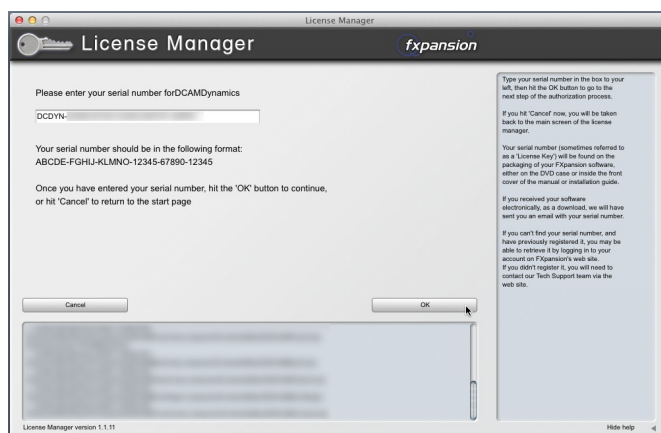 License Manager
License Manager
fxpansion
Please enter your serial number forDCAMDynamics
DCDYN-
Your serial number should be in the following format:
ABCDE-FGHIJ-KLMNO-12345-67890-12345
Once you have entered your serial number, hit the 'OK' button to continue,
or hit 'Cancel' to return to the start page
Cancel
OK
Type your serial number in the box to your
left, then hit the OK button to go to the
next step of the authorization process.
If you hit 'Cancel' now, you will be taken
back to the main screen of the license
manager.
Your serial number (sometimes referred to
as a 'License Key') will be found on the
packaging of your FXpansion software,
either on the DVD case or inside the front
cover of the manual or installation guide.
If you received your software
electronically, as a download, we will have
sent you an email with your serial number.
If you can't find your serial number, and
have previously registered it, you may be
able to retrieve it by logging in to your
account on FXpansion's web site.
If you didn't register it, you will need to
contact our Tech Support team via the
web site.
License Manager version 1.1.11
Hide help